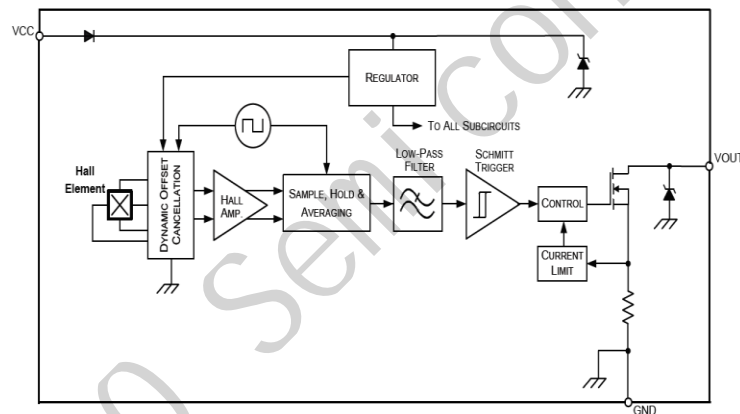 VCC
REGULATOR
TO ALL SUBCIRCUITS
VOUT
LOW-PASS
FILTER
SCHMITT
TRIGGER
Hall
Element
DYNAMIC OFFSET
CANCELLATION
HALL
AMP.
SAMPLE, HOLD &
AVERAGING
CONTROL
CURRENT
LIMIT
GND
Semicon